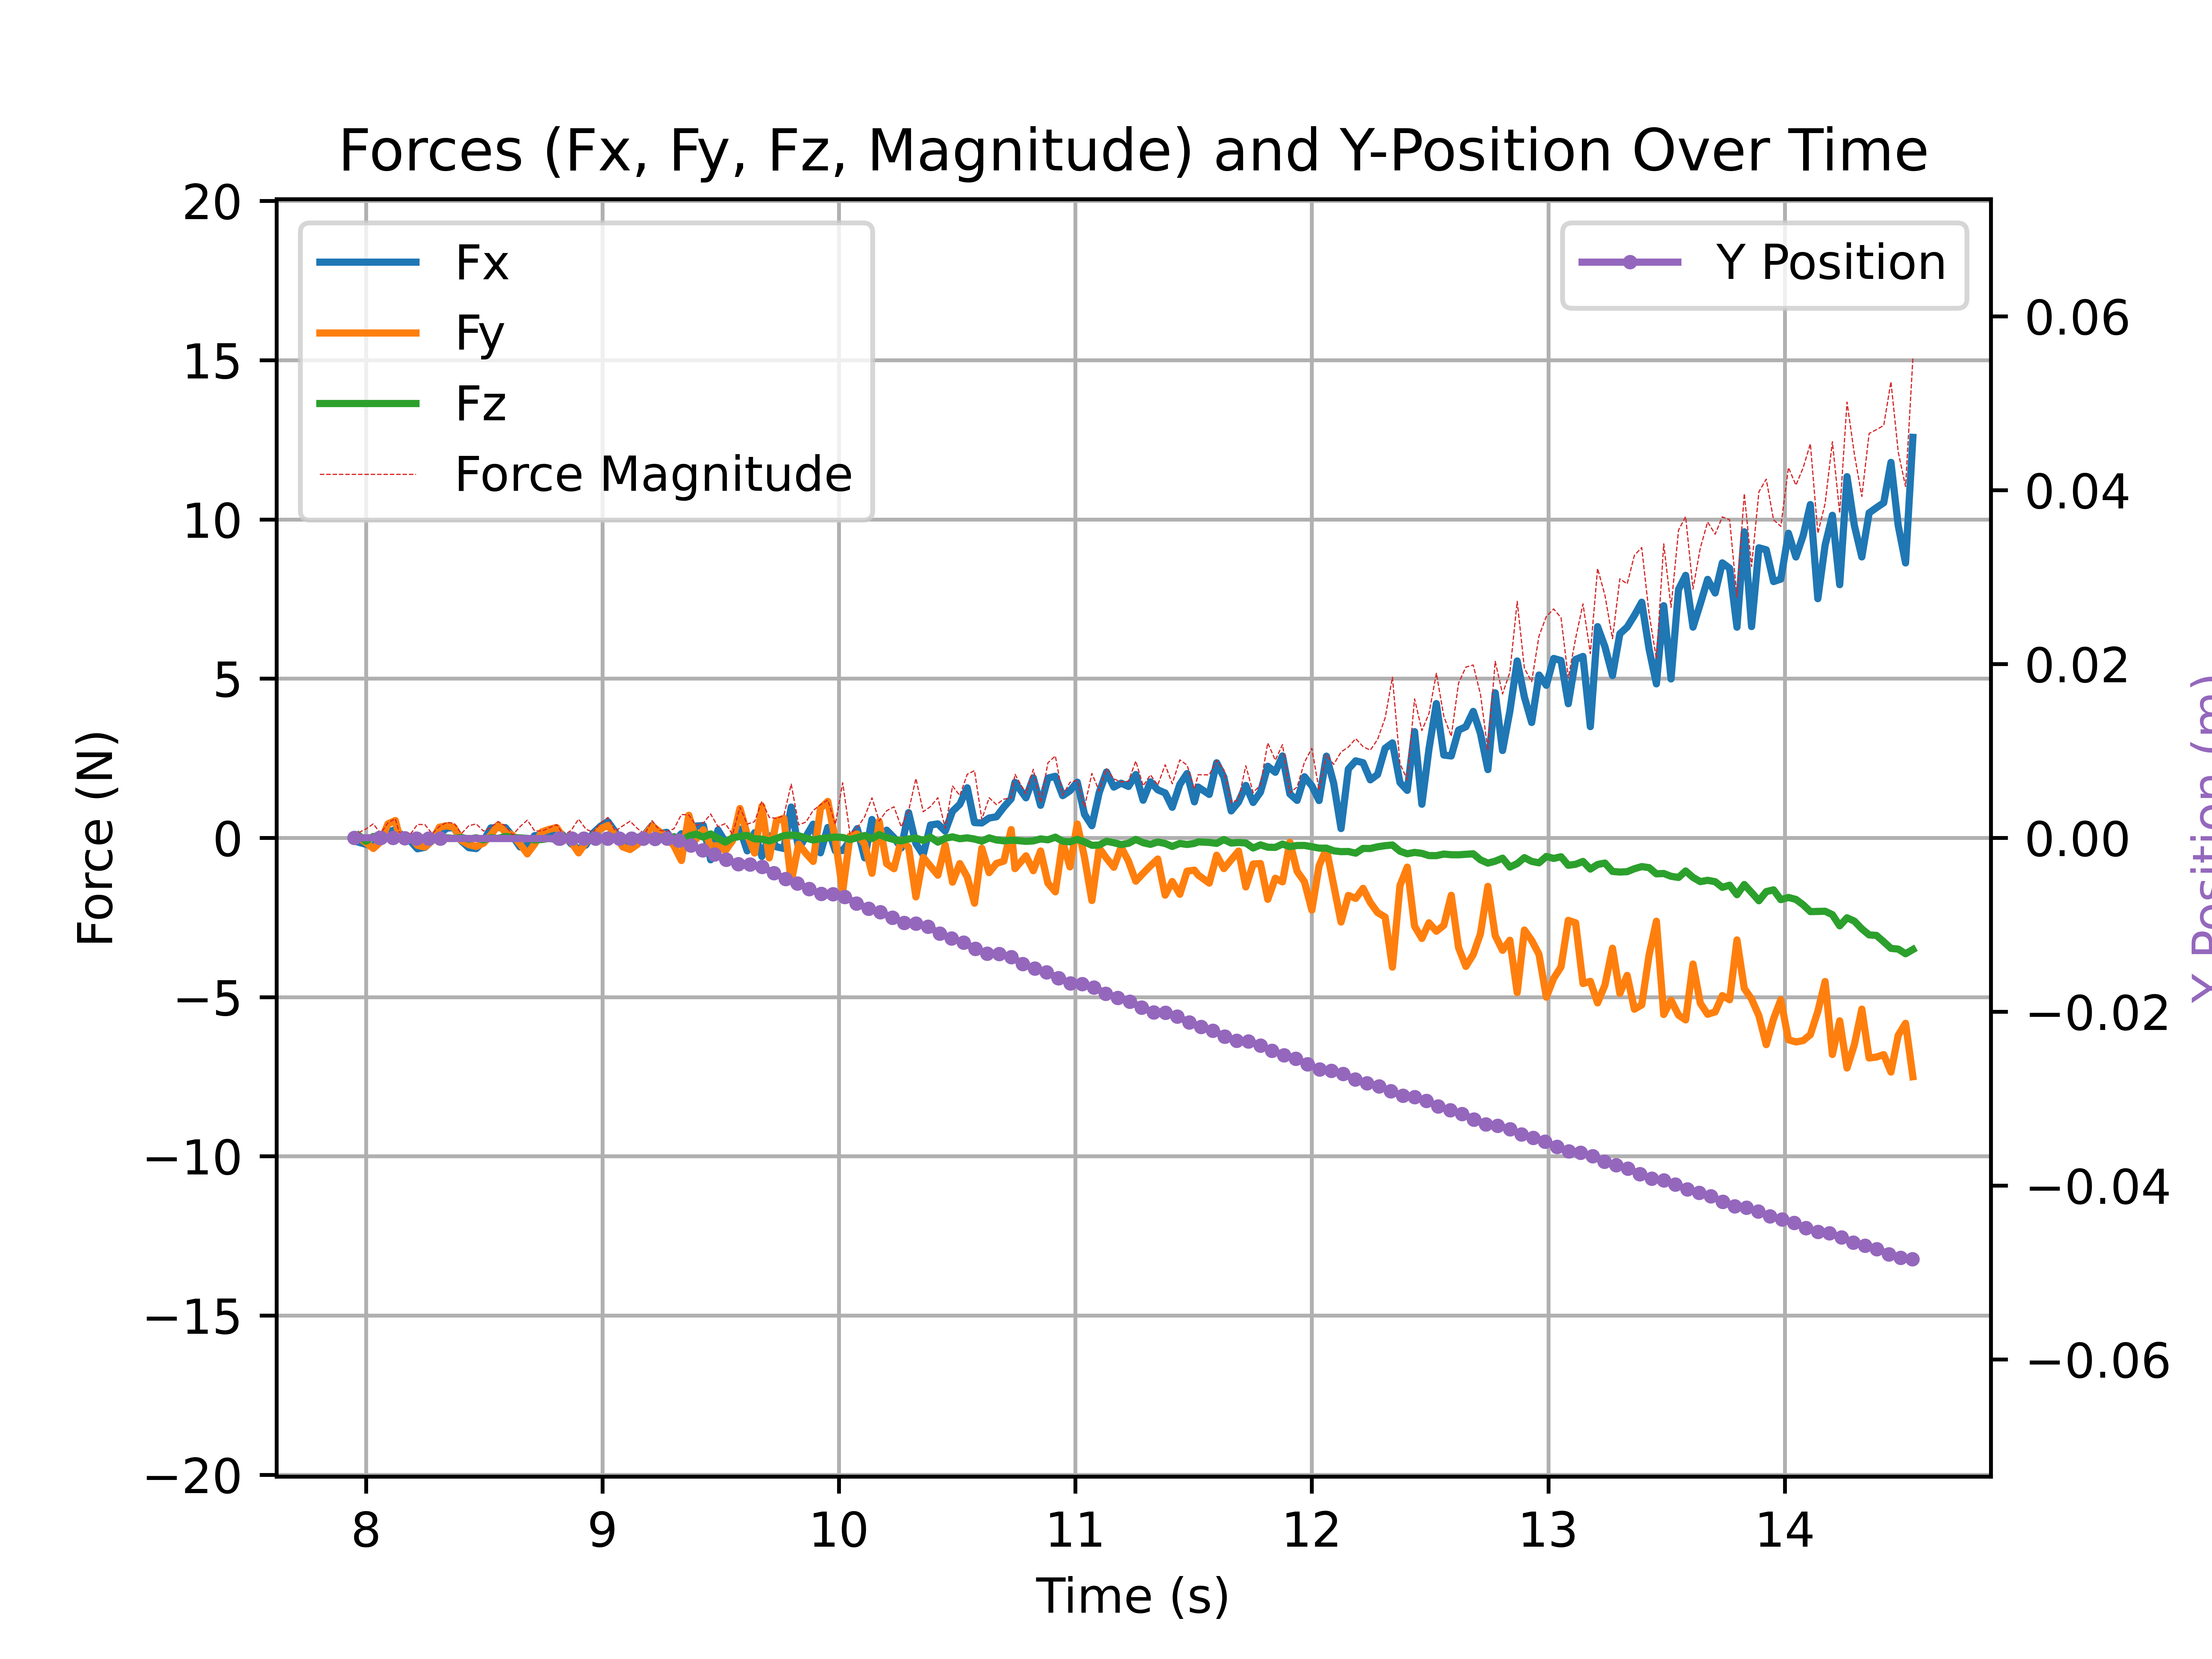 Forces (Fx, Fy, Fz, Magnitude) and Y-Position Over Time
Fx
Fy
Fz
Force Magnitude
Y Position
20
15
10
5
0
−5
−10
−15
−20
Force (N)
0.06
0.04
0.02
0.00
−0.02
−0.04
−0.06
Y Position (m)
8 9 10 11 12 13 14
Time (s)